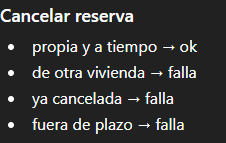 Cancelar reserva
• propia y a tiempo → ok
• de otra vivienda → falla
• ya cancelada → falla
• fuera de plazo → falla